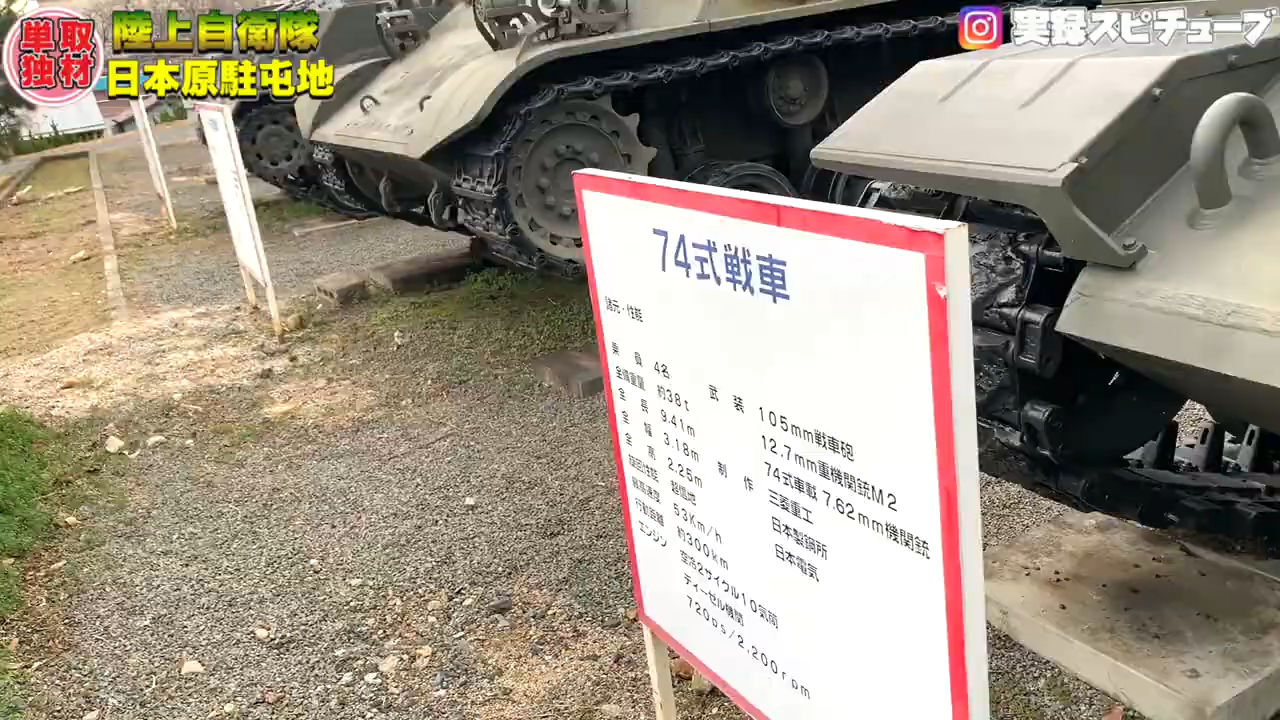 単独
取材
陸上自衛隊
日本原駐屯地
実録スピチューブ
74式戦車
諸元・性能
乗員 4名
全備重量 約38t
全長 9.41m
全幅 3.18m
全高 2.25m
旋回性能 超信地
最高速度 53Km/h
行動距離 約300km
エンジン 空冷2サイクル10気筒
ディーゼル機関
720ps/2,200rpm
武装 105mm戦車砲
12.7mm重機関銃M2
74式車載 7.62mm機関銃
制作 三菱重工
日本製鋼所
日本電気